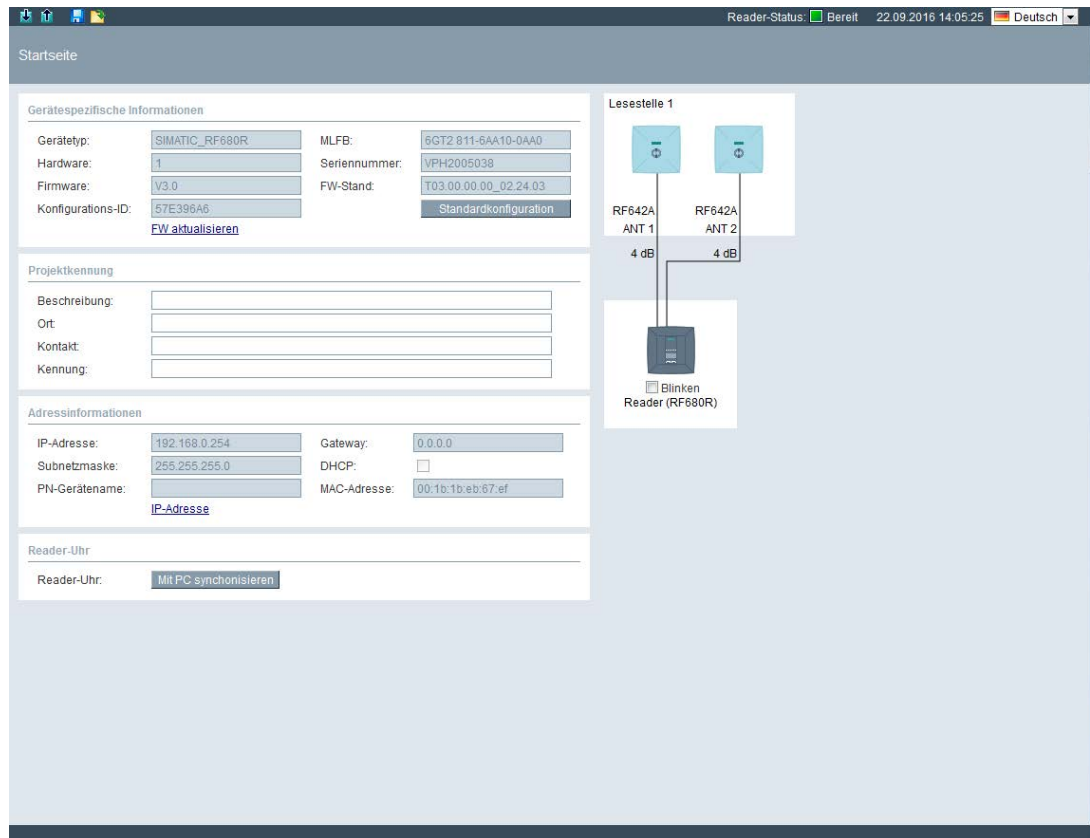 Reader-Status: Bereit 22.09.2016 14:05:25 Deutsch
Startseite
Gerätespezifische Informationen
Gerätetyp: SIMATIC_RF680R MLFB: 6GT2 811-6AA10-0AA0
Hardware: 1 Seriennummer: VPH2005038
Firmware: V3.0 FW-Stand: T03.00.00.00_02.24.03
Konfigurations-ID: 57E396A6 Standardkonfiguration
FW aktualisieren
Projektkennung
Beschreibung:
Ort:
Kontakt:
Kennung:
Adressinformationen
IP-Adresse: 192.168.0.254 Gateway: 0.0.0.0
Subnetzmaske: 255.255.255.0 DHCP:
PN-Gerätename: MAC-Adresse: 00:1b:1b:eb:67:ef
IP-Adresse
Reader-Uhr
Reader-Uhr: Mit PC synchonisieren
Lesestelle 1
RF642A RF642A
ANT 1 ANT 2
4 dB 4 dB
Blinken
Reader (RF680R)